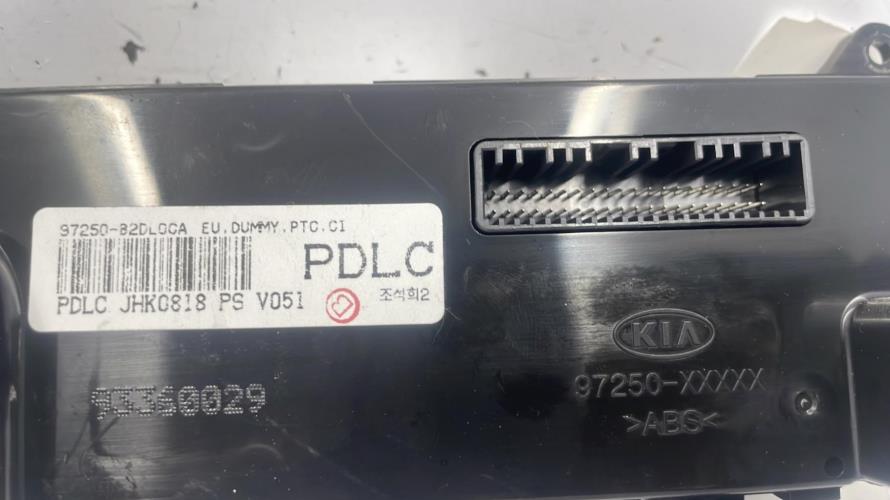 97250-B2DL0CA EU.DUMMY.PTC.CI
PDLC
PDLC JHK0818 PS V051
조석희2
93360029
KIA
97250-XXXXX
>ABS<